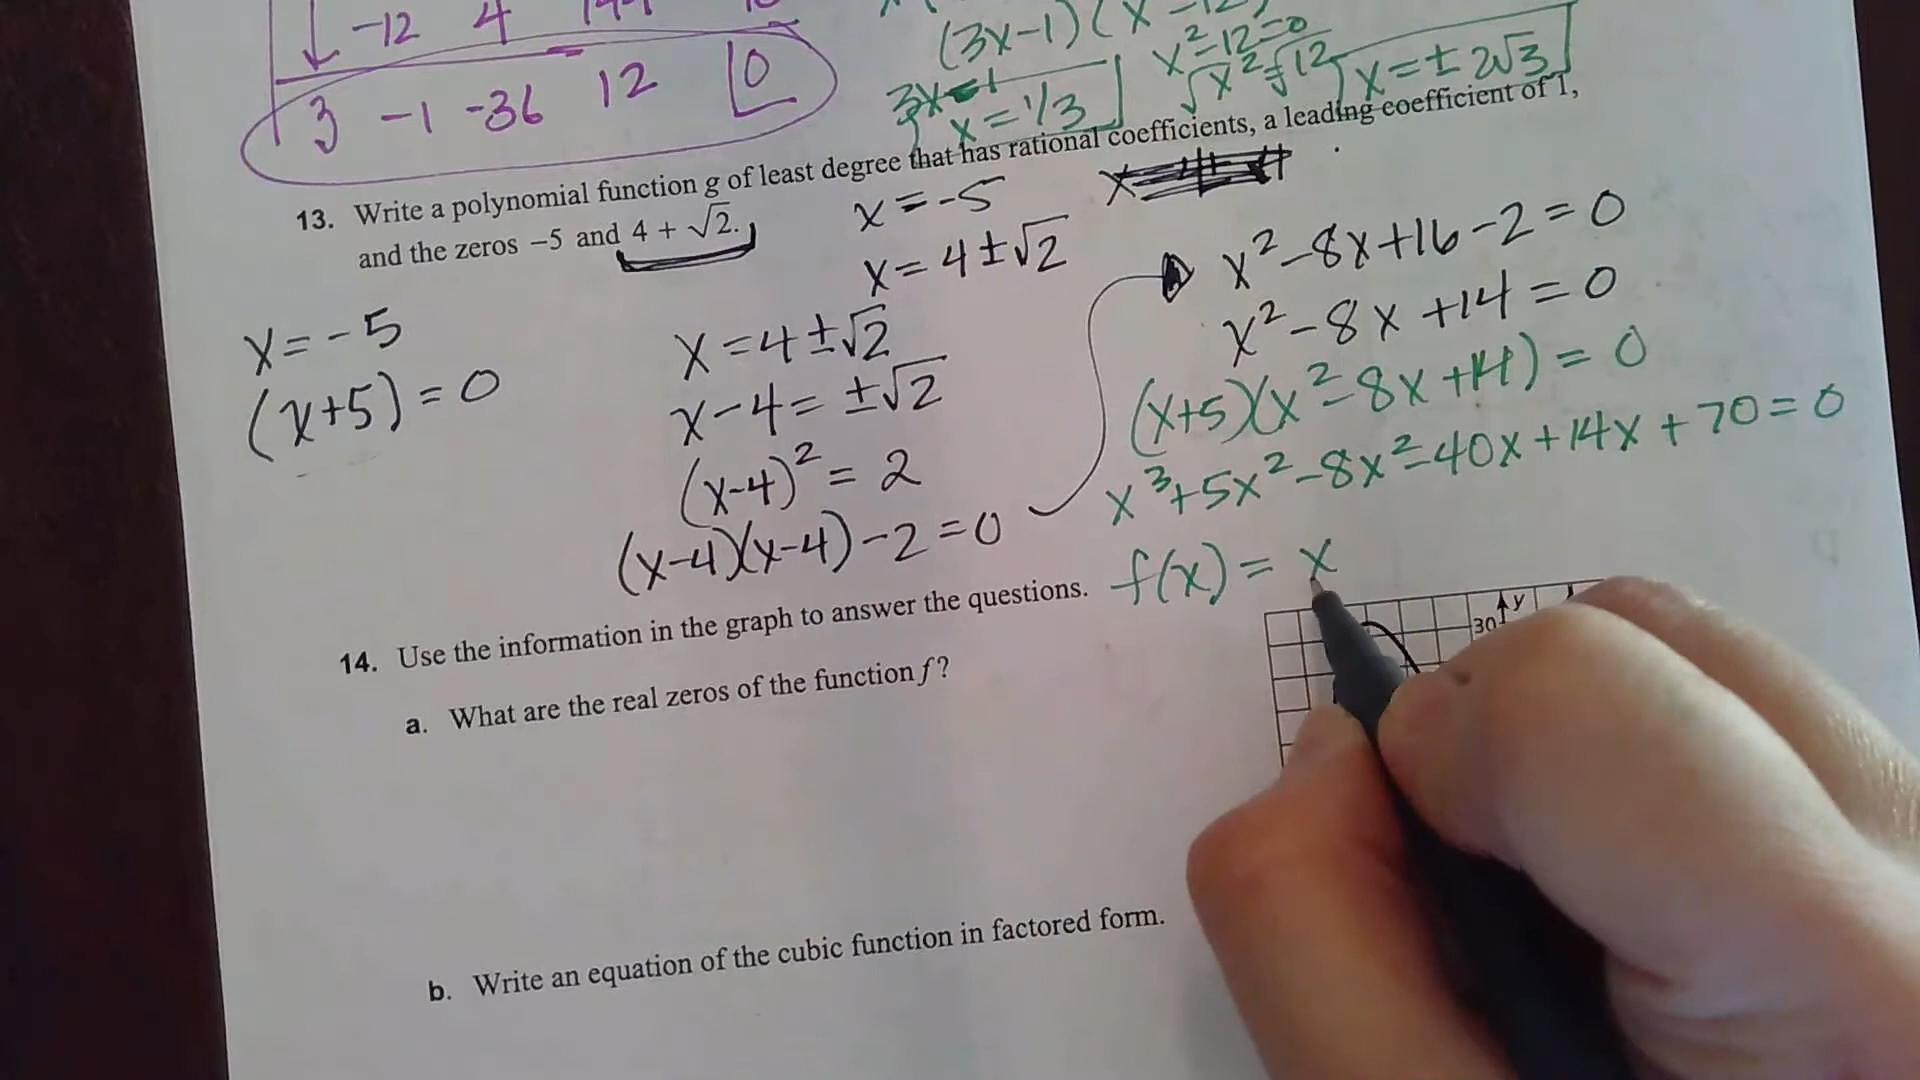 -12 4
3 -1 -36 12 0
(3x-1)(x
3x=1
x = 1/3
x²-12=0
√x²=√12
x = ± 2√3
13. Write a polynomial function g of least degree that has rational coefficients, a leading coefficient of 1,
and the zeros −5 and 4 + √2.
x = -5
x = 4 ± √2
x
x = -5
(x+5) = 0
x = 4 ± √2
x-4 = ±√2
(x-4)² = 2
(x-4)(x-4) -2 = 0
x² - 8x + 16 - 2 = 0
x² - 8x + 14 = 0
(x+5)(x² - 8x + 14) = 0
x³ + 5x² - 8x² - 40x + 14x + 70 = 0
f(x) = x
14. Use the information in the graph to answer the questions.
y
30
a. What are the real zeros of the function f?
b. Write an equation of the cubic function in factored form.